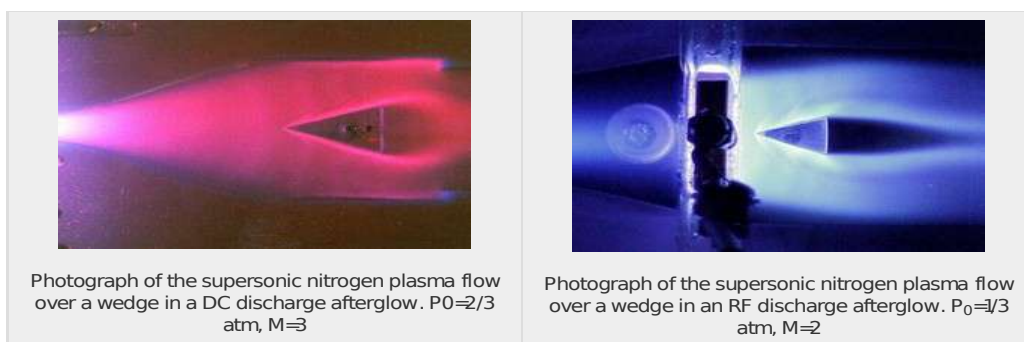 Photograph of the supersonic nitrogen plasma flow
over a wedge in a DC discharge afterglow. P0=2/3
atm, M=3
Photograph of the supersonic nitrogen plasma flow
over a wedge in an RF discharge afterglow. P₀=1/3
atm, M=2